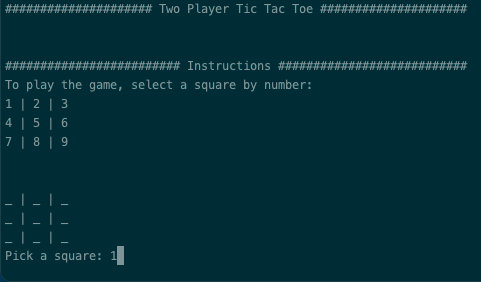 ##################### Two Player Tic Tac Toe #####################
######################### Instructions ###########################
To play the game, select a square by number:
1 | 2 | 3
4 | 5 | 6
7 | 8 | 9
_ | _ | _
_ | _ | _
_ | _ | _
Pick a square: 1